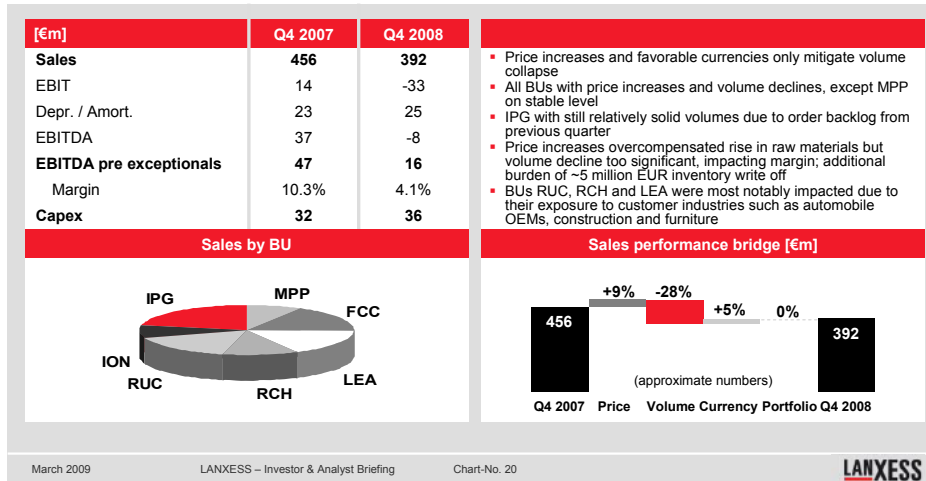 [€m] Q4 2007 Q4 2008
Sales 456 392
EBIT 14 -33
Depr. / Amort. 23 25
EBITDA 37 -8
EBITDA pre exceptionals 47 16
Margin 10.3% 4.1%
Capex 32 36
▪ Price increases and favorable currencies only mitigate volume
collapse
▪ All BUs with price increases and volume declines, except MPP
on stable level
▪ IPG with still relatively solid volumes due to order backlog from
previous quarter
▪ Price increases overcompensated rise in raw materials but
volume decline too significant, impacting margin; additional
burden of ~5 million EUR inventory write off
▪ BUs RUC, RCH and LEA were most notably impacted due to
their exposure to customer industries such as automobile
OEMs, construction and furniture
Sales by BU
IPG
MPP
FCC
LEA
RCH
RUC
ION
Sales performance bridge [€m]
456
+9%
-28%
+5%
0%
392
(approximate numbers)
Q4 2007 Price Volume Currency Portfolio Q4 2008
March 2009 LANXESS – Investor & Analyst Briefing Chart-No. 20
LANXESS